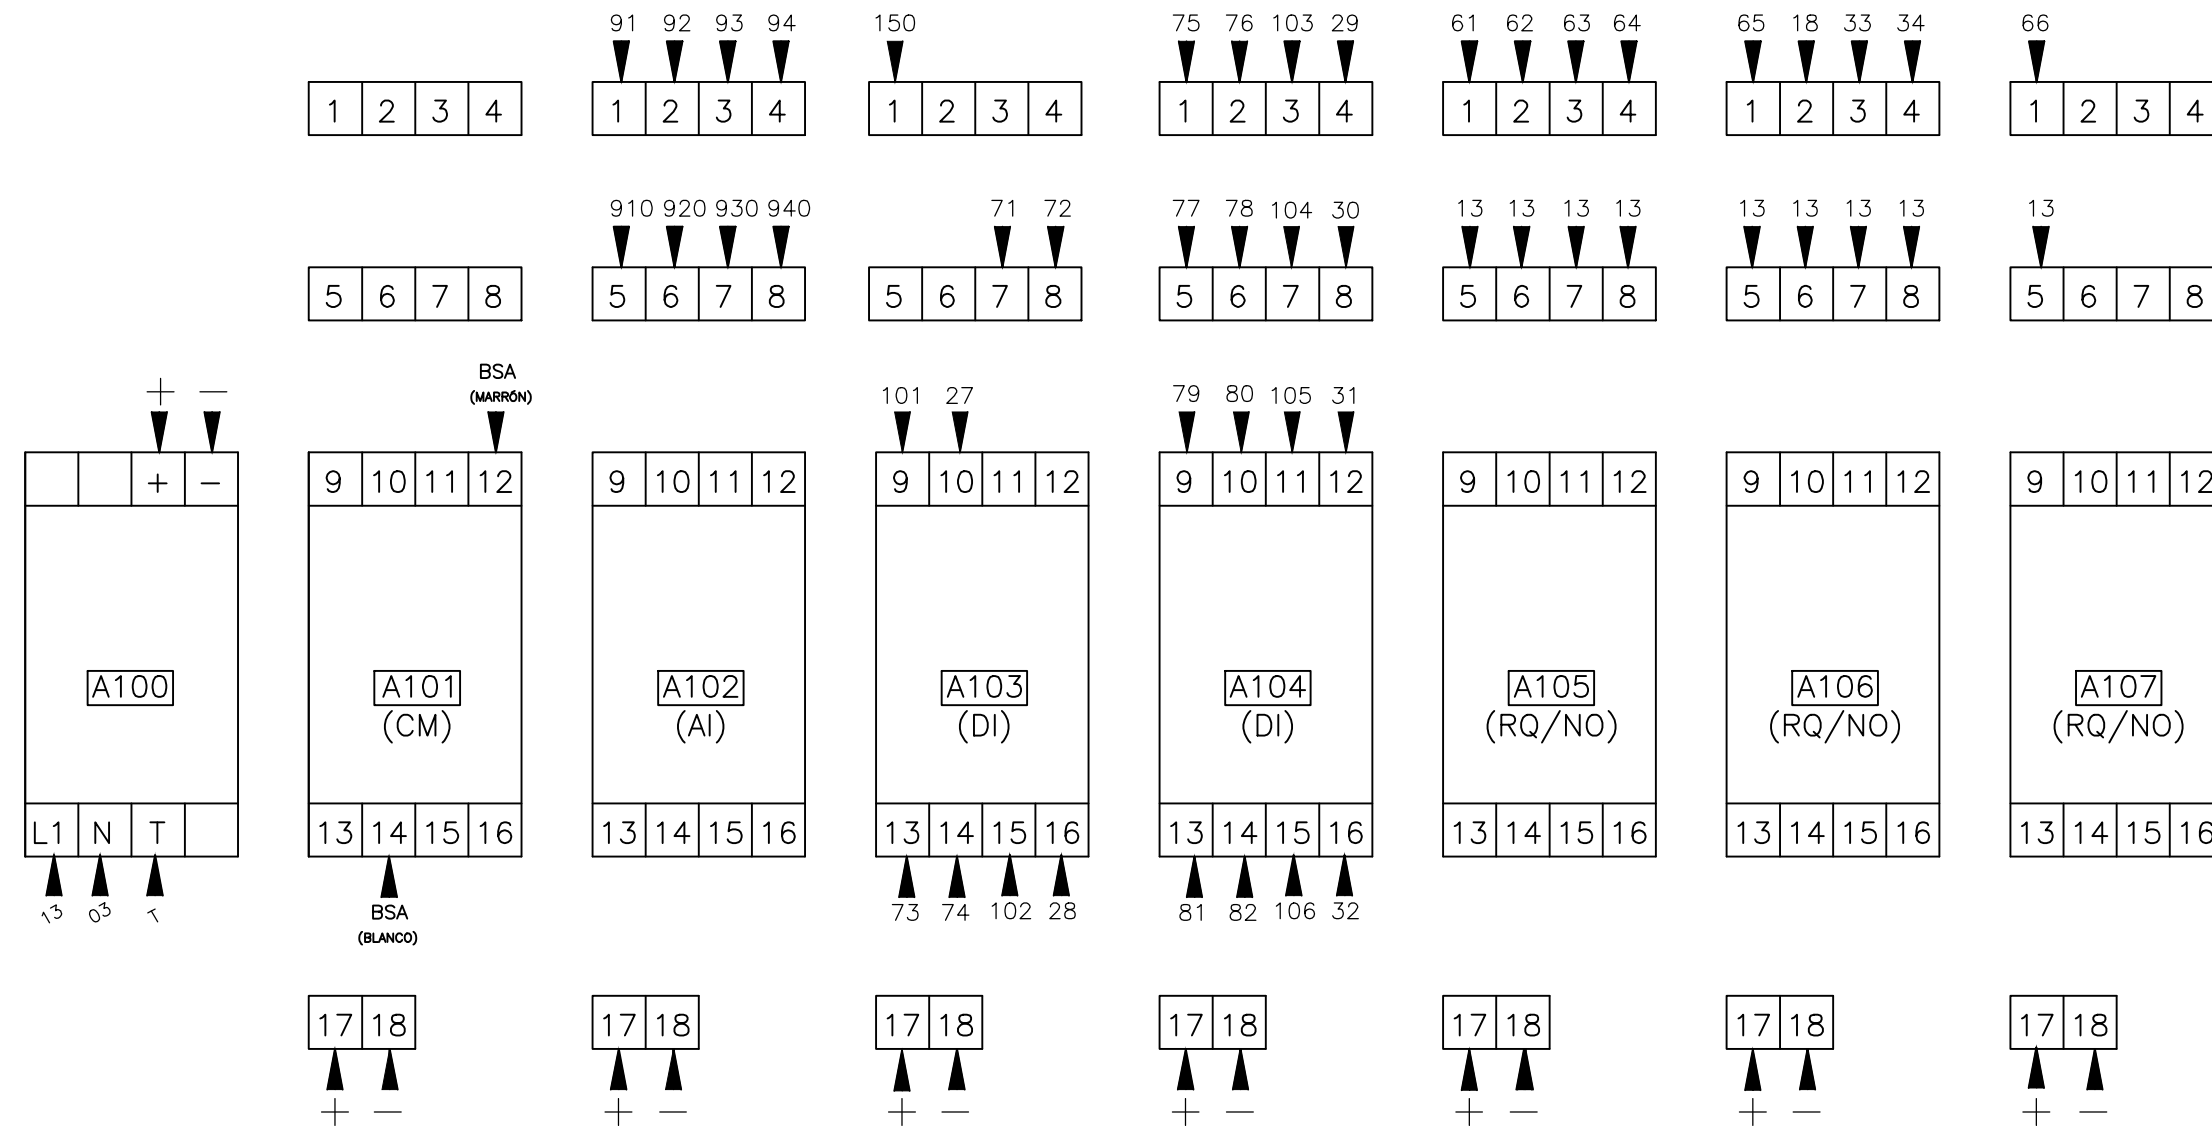 91 92 93 94 150 75 76 103 29 61 62 63 64 65 18 33 34 66
1 2 3 4 1 2 3 4 1 2 3 4 1 2 3 4 1 2 3 4 1 2 3 4 1 2 3 4
910 920 930 940 71 72 77 78 104 30 13 13 13 13 13 13 13 13 13
5 6 7 8 5 6 7 8 5 6 7 8 5 6 7 8 5 6 7 8 5 6 7 8 5 6 7 8
BSA
+ − (MARRÓN) 101 27 79 80 105 31
+ − 9 10 11 12 9 10 11 12 9 10 11 12 9 10 11 12 9 10 11 12 9 10 11 12 9 10 11 12
A100 A101 A102 A103 A104 A105 A106 A107
(CM) (AI) (DI) (DI) (RQ/NO) (RQ/NO) (RQ/NO)
L1 N T 13 14 15 16 13 14 15 16 13 14 15 16 13 14 15 16 13 14 15 16 13 14 15 16 13 14 15 16
13 03 T BSA 73 74 102 28 81 82 106 32
(BLANCO)
17 18 17 18 17 18 17 18 17 18 17 18 17 18
+ − + − + − + − + − + − + −